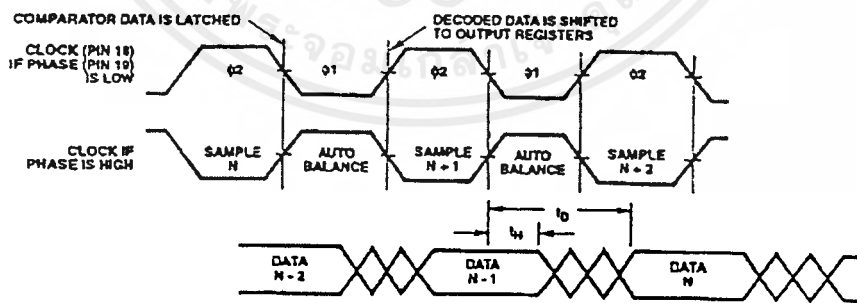 COMPARATOR DATA IS LATCHED
DECODED DATA IS SHIFTED
TO OUTPUT REGISTERS
CLOCK (PIN 18)
IF PHASE (PIN 19)
IS LOW
ϕ2 ϕ1 ϕ2 ϕ1 ϕ2
CLOCK IF
PHASE IS HIGH
SAMPLE
N
AUTO
BALANCE
SAMPLE
N + 1
AUTO
BALANCE
SAMPLE
N + 2
tD
tH
DATA
N - 2
DATA
N - 1
DATA
N